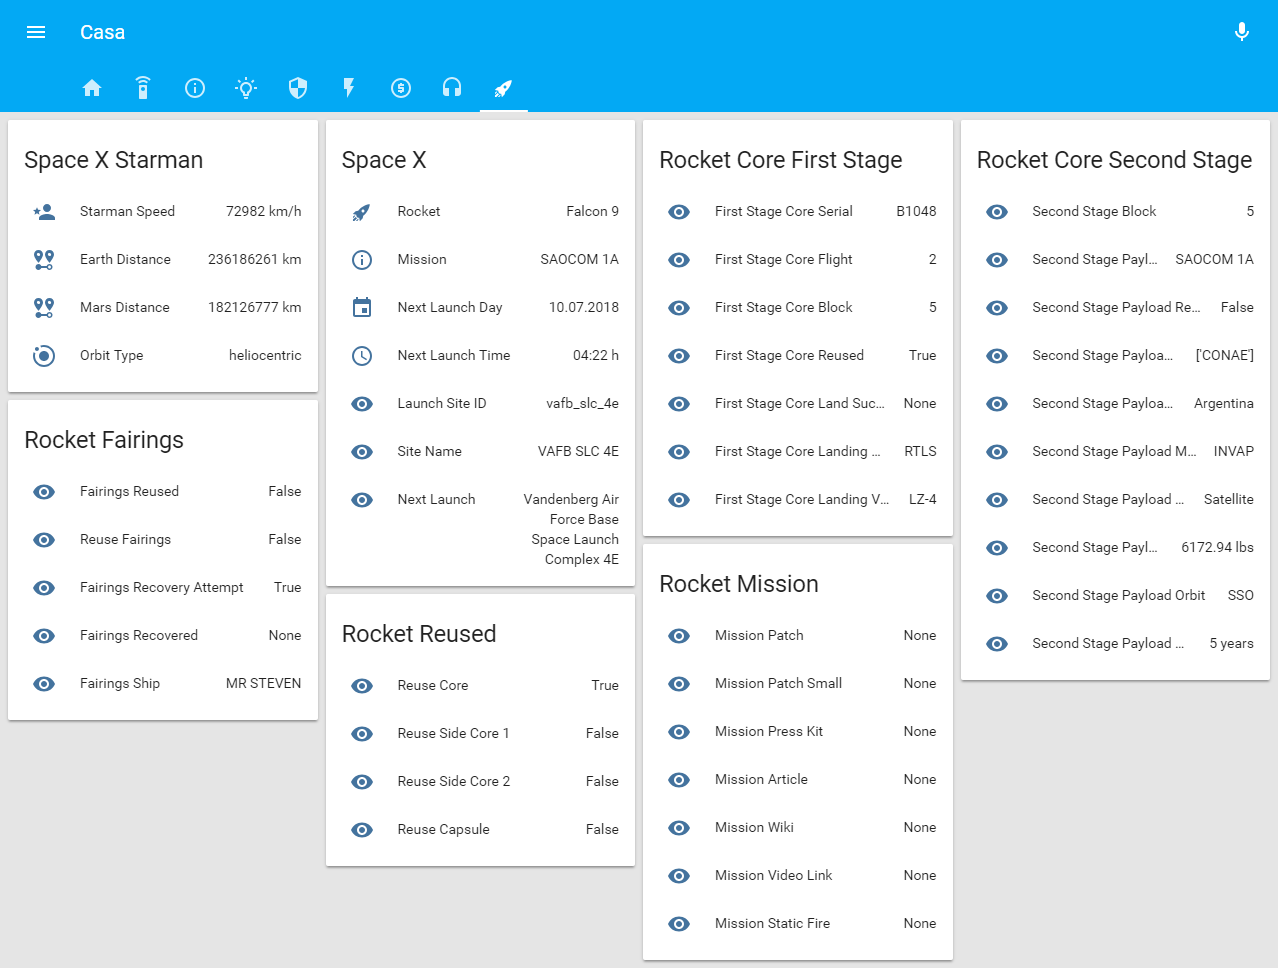 Casa
Space X Starman
Starman Speed 72982 km/h
Earth Distance 236186261 km
Mars Distance 182126777 km
Orbit Type heliocentric
Rocket Fairings
Fairings Reused False
Reuse Fairings False
Fairings Recovery Attempt True
Fairings Recovered None
Fairings Ship MR STEVEN
Space X
Rocket Falcon 9
Mission SAOCOM 1A
Next Launch Day 10.07.2018
Next Launch Time 04:22 h
Launch Site ID vafb_slc_4e
Site Name VAFB SLC 4E
Next Launch Vandenberg Air
Force Base
Space Launch
Complex 4E
Rocket Reused
Reuse Core True
Reuse Side Core 1 False
Reuse Side Core 2 False
Reuse Capsule False
Rocket Core First Stage
First Stage Core Serial B1048
First Stage Core Flight 2
First Stage Core Block 5
First Stage Core Reused True
First Stage Core Land Suc... None
First Stage Core Landing ... RTLS
First Stage Core Landing V... LZ-4
Rocket Mission
Mission Patch None
Mission Patch Small None
Mission Press Kit None
Mission Article None
Mission Wiki None
Mission Video Link None
Mission Static Fire None
Rocket Core Second Stage
Second Stage Block 5
Second Stage Payl... SAOCOM 1A
Second Stage Payload Re... False
Second Stage Payloa... ['CONAE']
Second Stage Payloa... Argentina
Second Stage Payload M... INVAP
Second Stage Payload ... Satellite
Second Stage Payl... 6172.94 lbs
Second Stage Payload Orbit SSO
Second Stage Payload ... 5 years